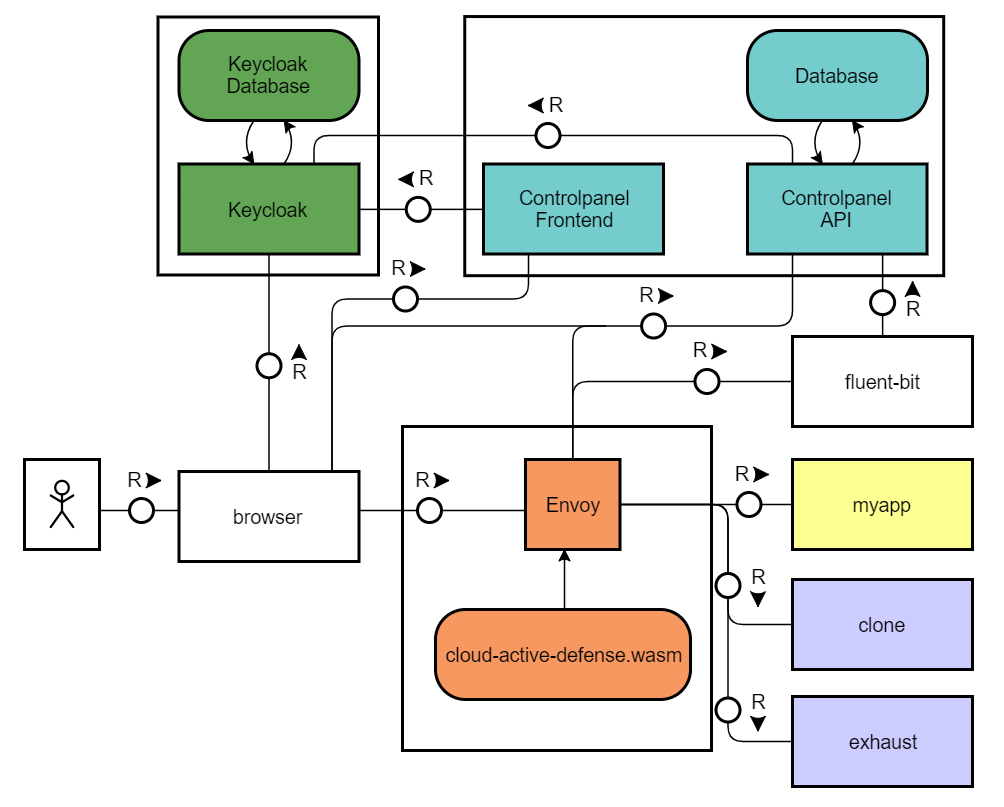 Keycloak
Database
Database
R
Keycloak
R
Controlpanel
Frontend
Controlpanel
API
R
R
R
R
R
fluent-bit
R
browser
R
Envoy
R
myapp
R
clone
cloud-active-defense.wasm
R
exhaust